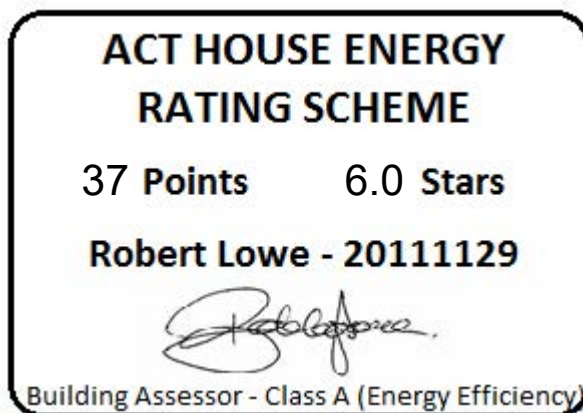 ACT HOUSE ENERGY
RATING SCHEME
37 Points 6.0 Stars
Robert Lowe - 20111129
Building Assessor - Class A (Energy Efficiency)